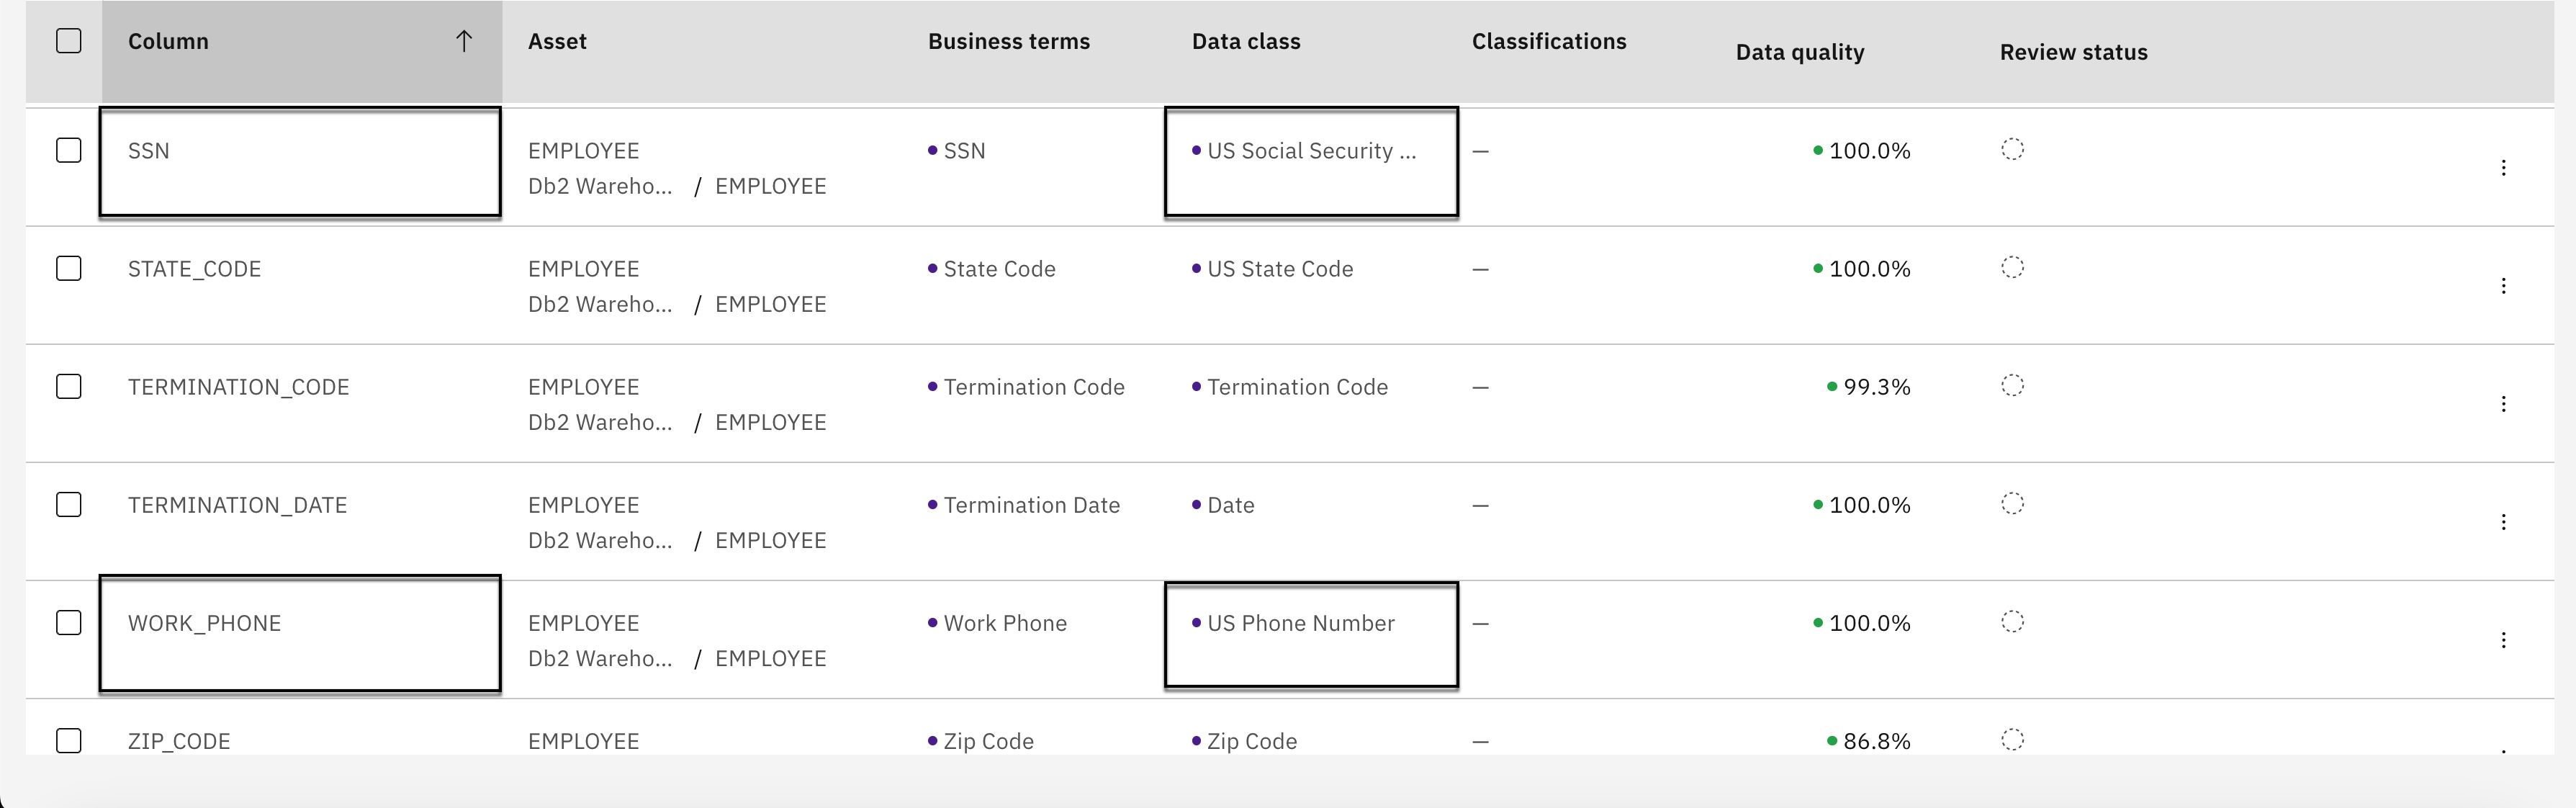 Column ↑ Asset Business terms Data class Classifications Data quality Review status
SSN EMPLOYEE SSN US Social Security ... — 100.0%
Db2 Wareho... / EMPLOYEE
STATE_CODE EMPLOYEE State Code US State Code — 100.0%
Db2 Wareho... / EMPLOYEE
TERMINATION_CODE EMPLOYEE Termination Code Termination Code — 99.3%
Db2 Wareho... / EMPLOYEE
TERMINATION_DATE EMPLOYEE Termination Date Date — 100.0%
Db2 Wareho... / EMPLOYEE
WORK_PHONE EMPLOYEE Work Phone US Phone Number — 100.0%
Db2 Wareho... / EMPLOYEE
ZIP_CODE EMPLOYEE Zip Code Zip Code — 86.8%